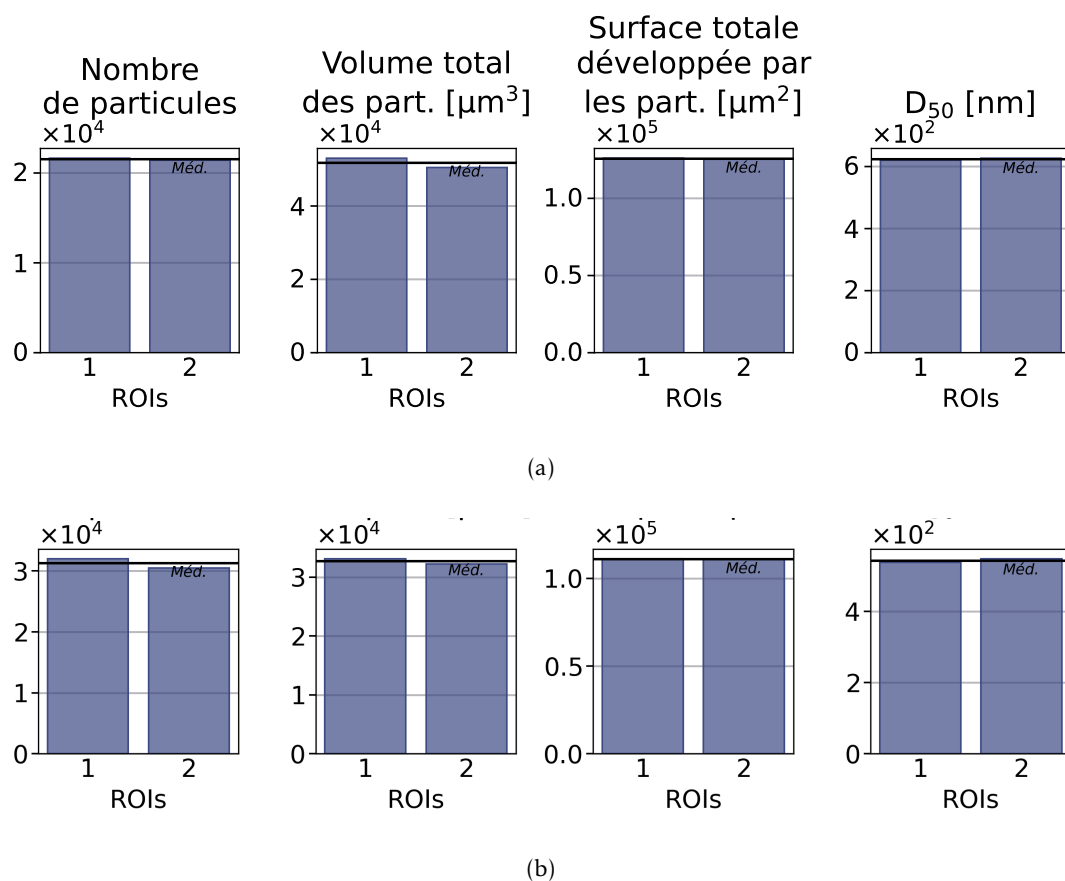 Nombre
de particules
×10⁴
2
1
0
Méd.
1 2
ROIs
Volume total
des part. [µm³]
×10⁴
4
2
0
Méd.
1 2
ROIs
Surface totale
développée par
les part. [µm²]
×10⁵
1.0
0.5
0.0
Méd.
1 2
ROIs
D₅₀ [nm]
×10²
6
4
2
0
Méd.
1 2
ROIs
(a)
×10⁴
3
2
1
0
Méd.
1 2
ROIs
×10⁴
3
2
1
0
Méd.
1 2
ROIs
×10⁵
1.0
0.5
0.0
Méd.
1 2
ROIs
×10²
4
2
0
Méd.
1 2
ROIs
(b)